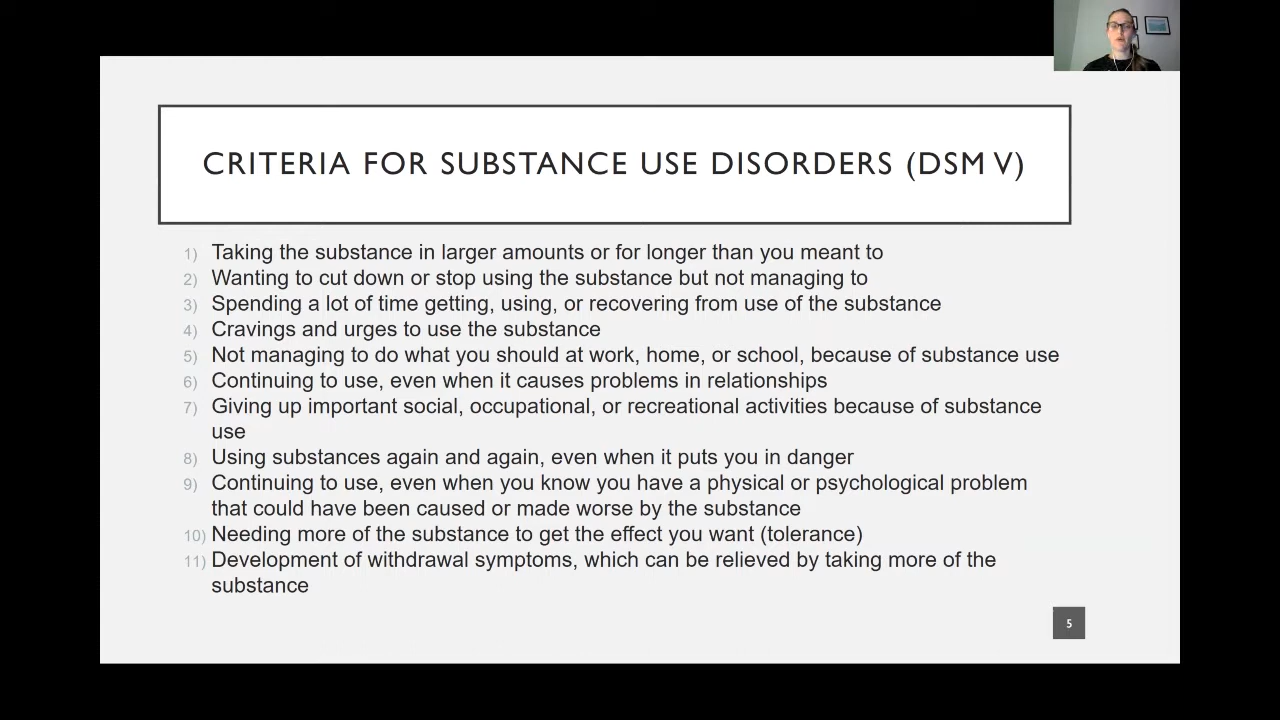 CRITERIA FOR SUBSTANCE USE DISORDERS (DSM V)
1) Taking the substance in larger amounts or for longer than you meant to
2) Wanting to cut down or stop using the substance but not managing to
3) Spending a lot of time getting, using, or recovering from use of the substance
4) Cravings and urges to use the substance
5) Not managing to do what you should at work, home, or school, because of substance use
6) Continuing to use, even when it causes problems in relationships
7) Giving up important social, occupational, or recreational activities because of substance
use
8) Using substances again and again, even when it puts you in danger
9) Continuing to use, even when you know you have a physical or psychological problem
that could have been caused or made worse by the substance
10) Needing more of the substance to get the effect you want (tolerance)
11) Development of withdrawal symptoms, which can be relieved by taking more of the
substance
5